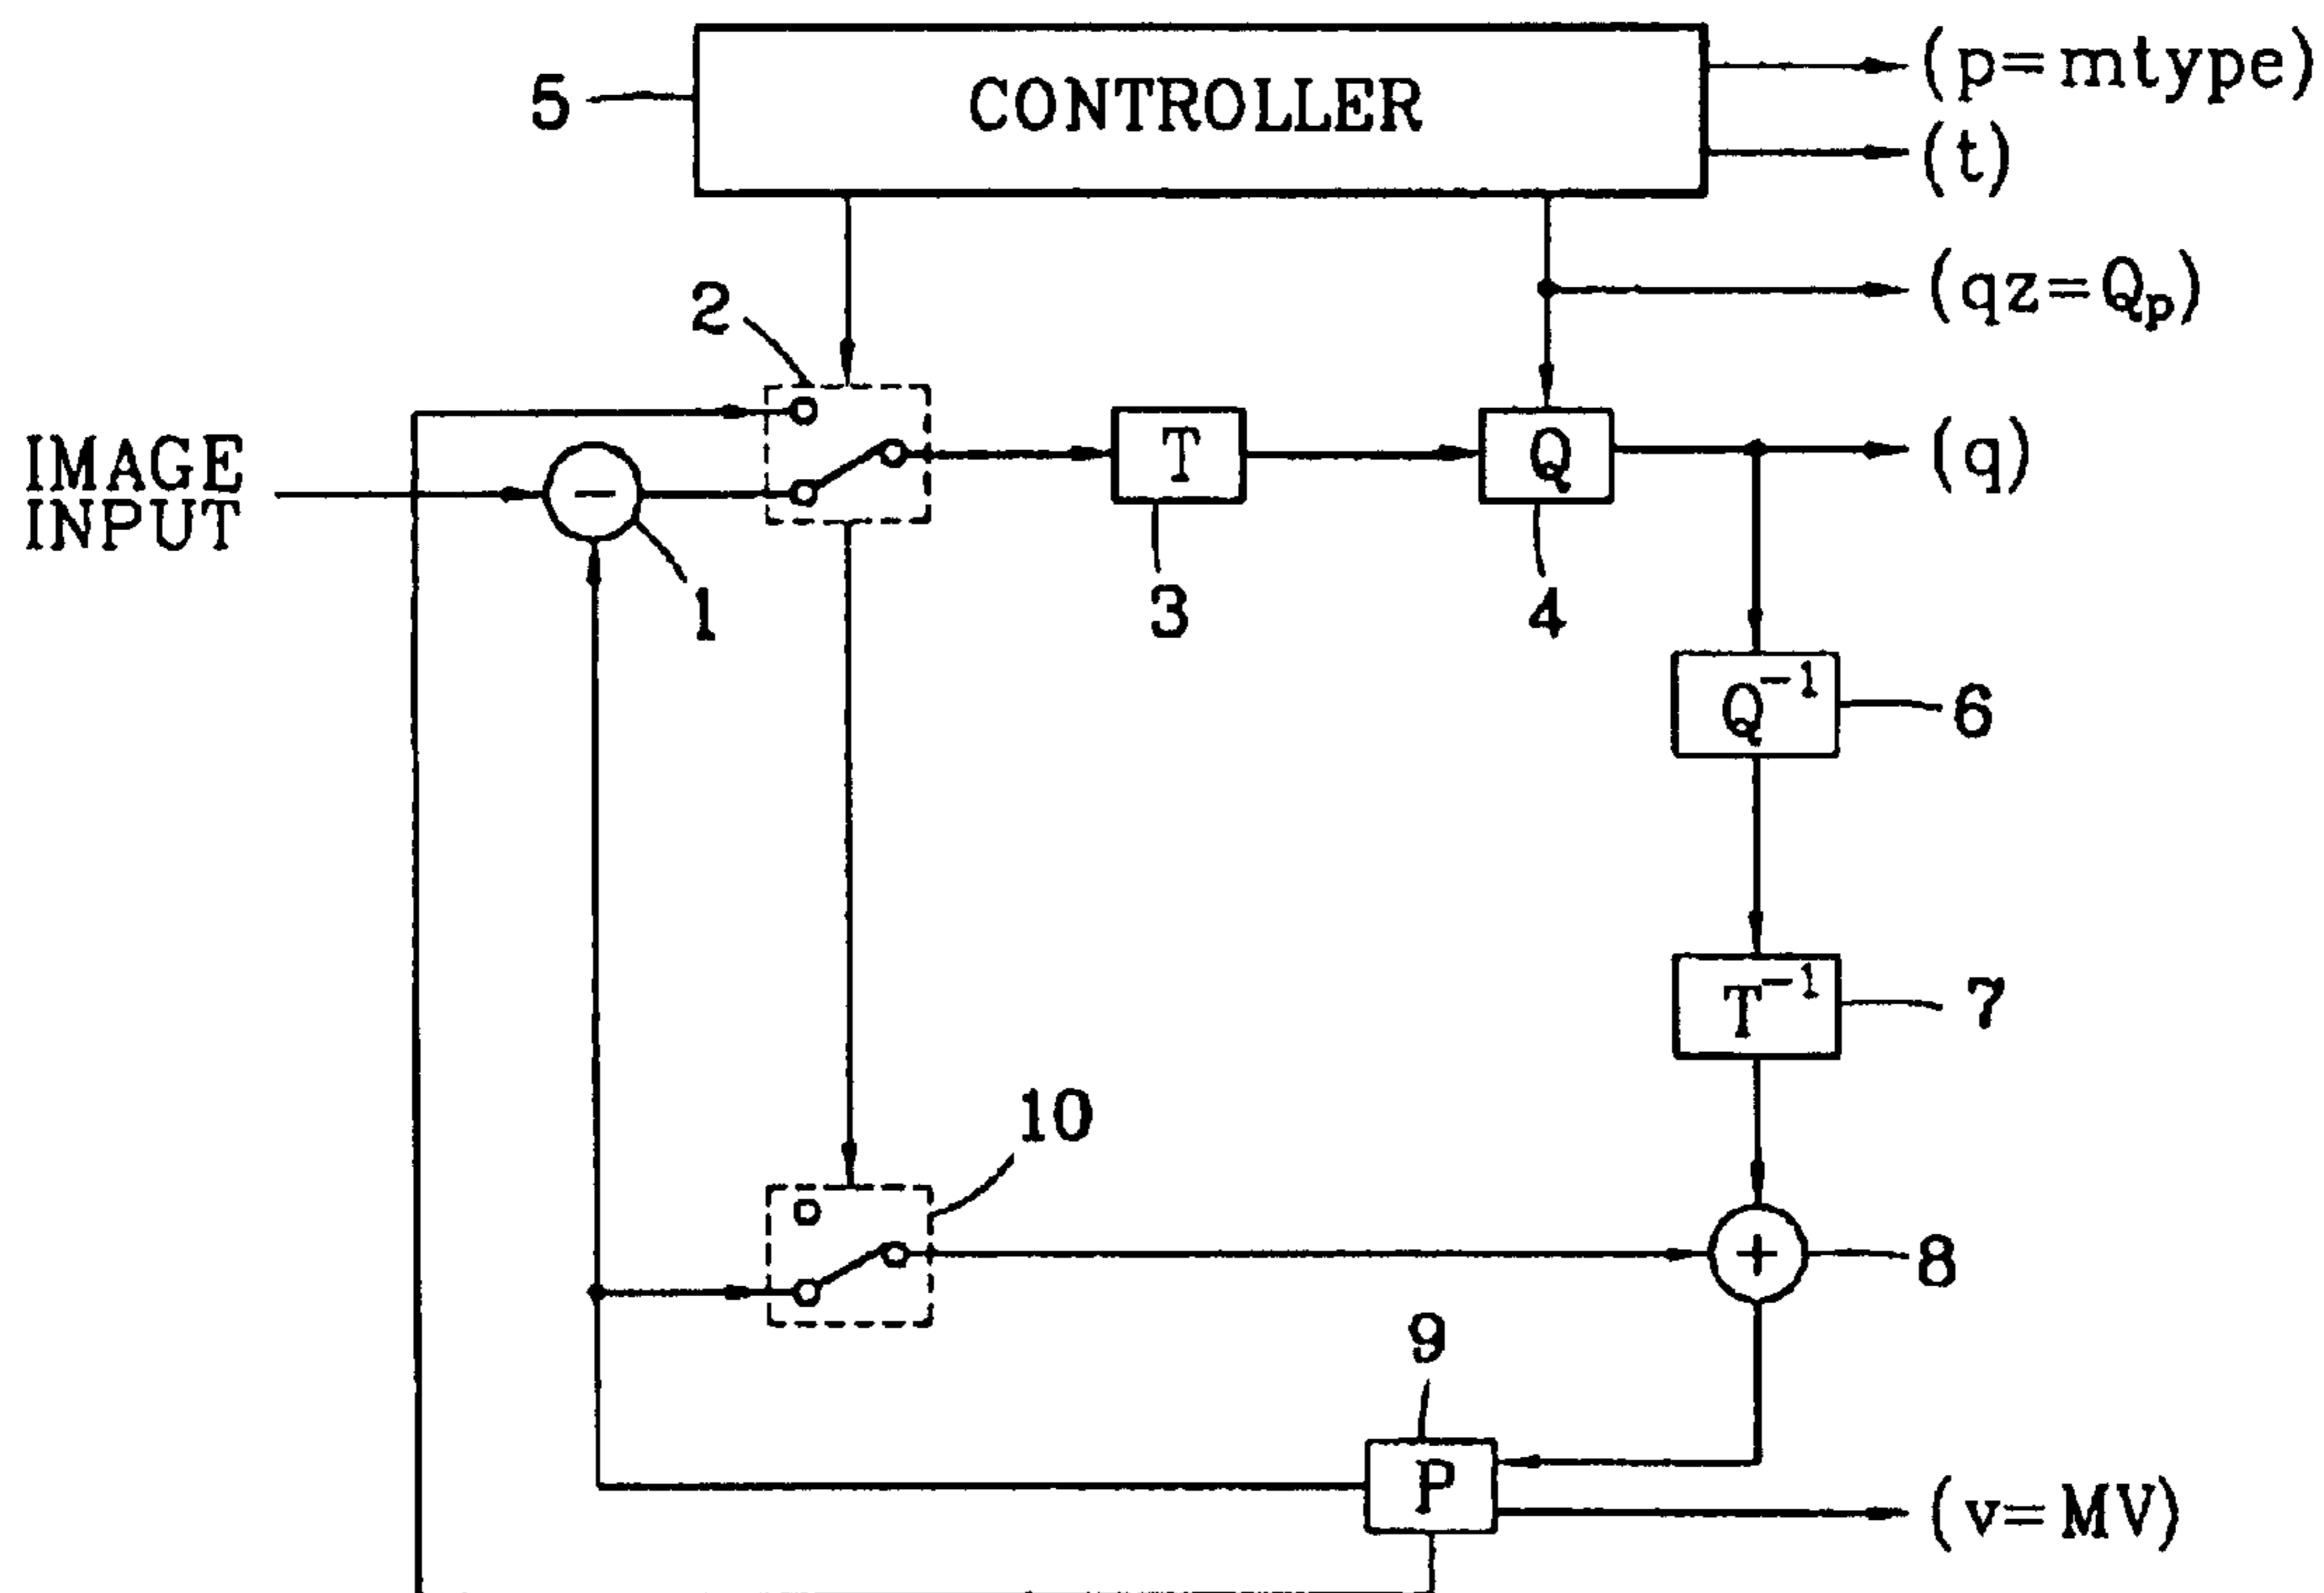 CONTROLLER
5
(p=mtype)
(t)
(qz=Qp)
2
IMAGE
INPUT
−
1
T
3
Q
4
(q)
Q−1
6
T−1
7
10
+
8
9
P
(v=MV)